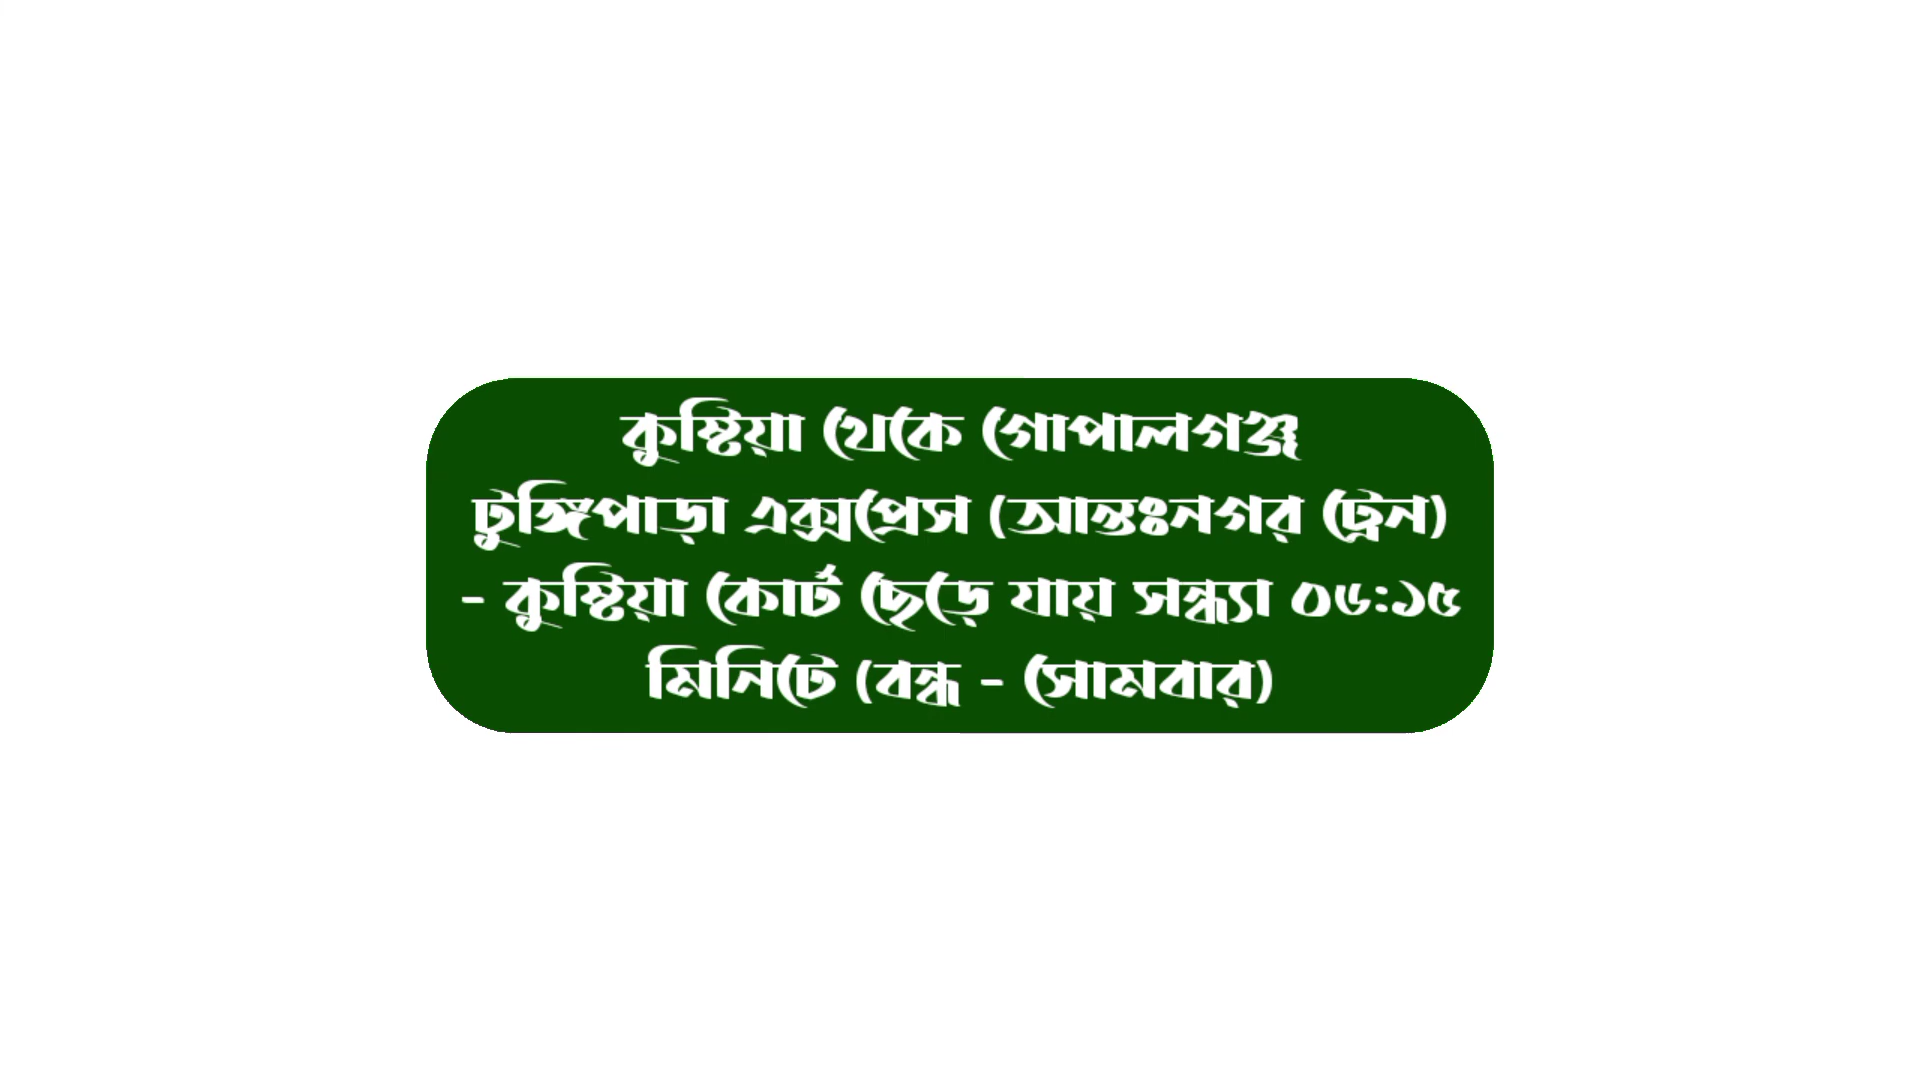 কুষ্টিয়া থেকে গোপালগঞ্জ
টুঙ্গিপাড়া এক্সপ্রেস (আন্তঃনগর ট্রেন)
- কুষ্টিয়া কোর্ট ছেড়ে যায় সন্ধ্যা ০৬:১৫
মিনিটে (বন্ধ - সোমবার)